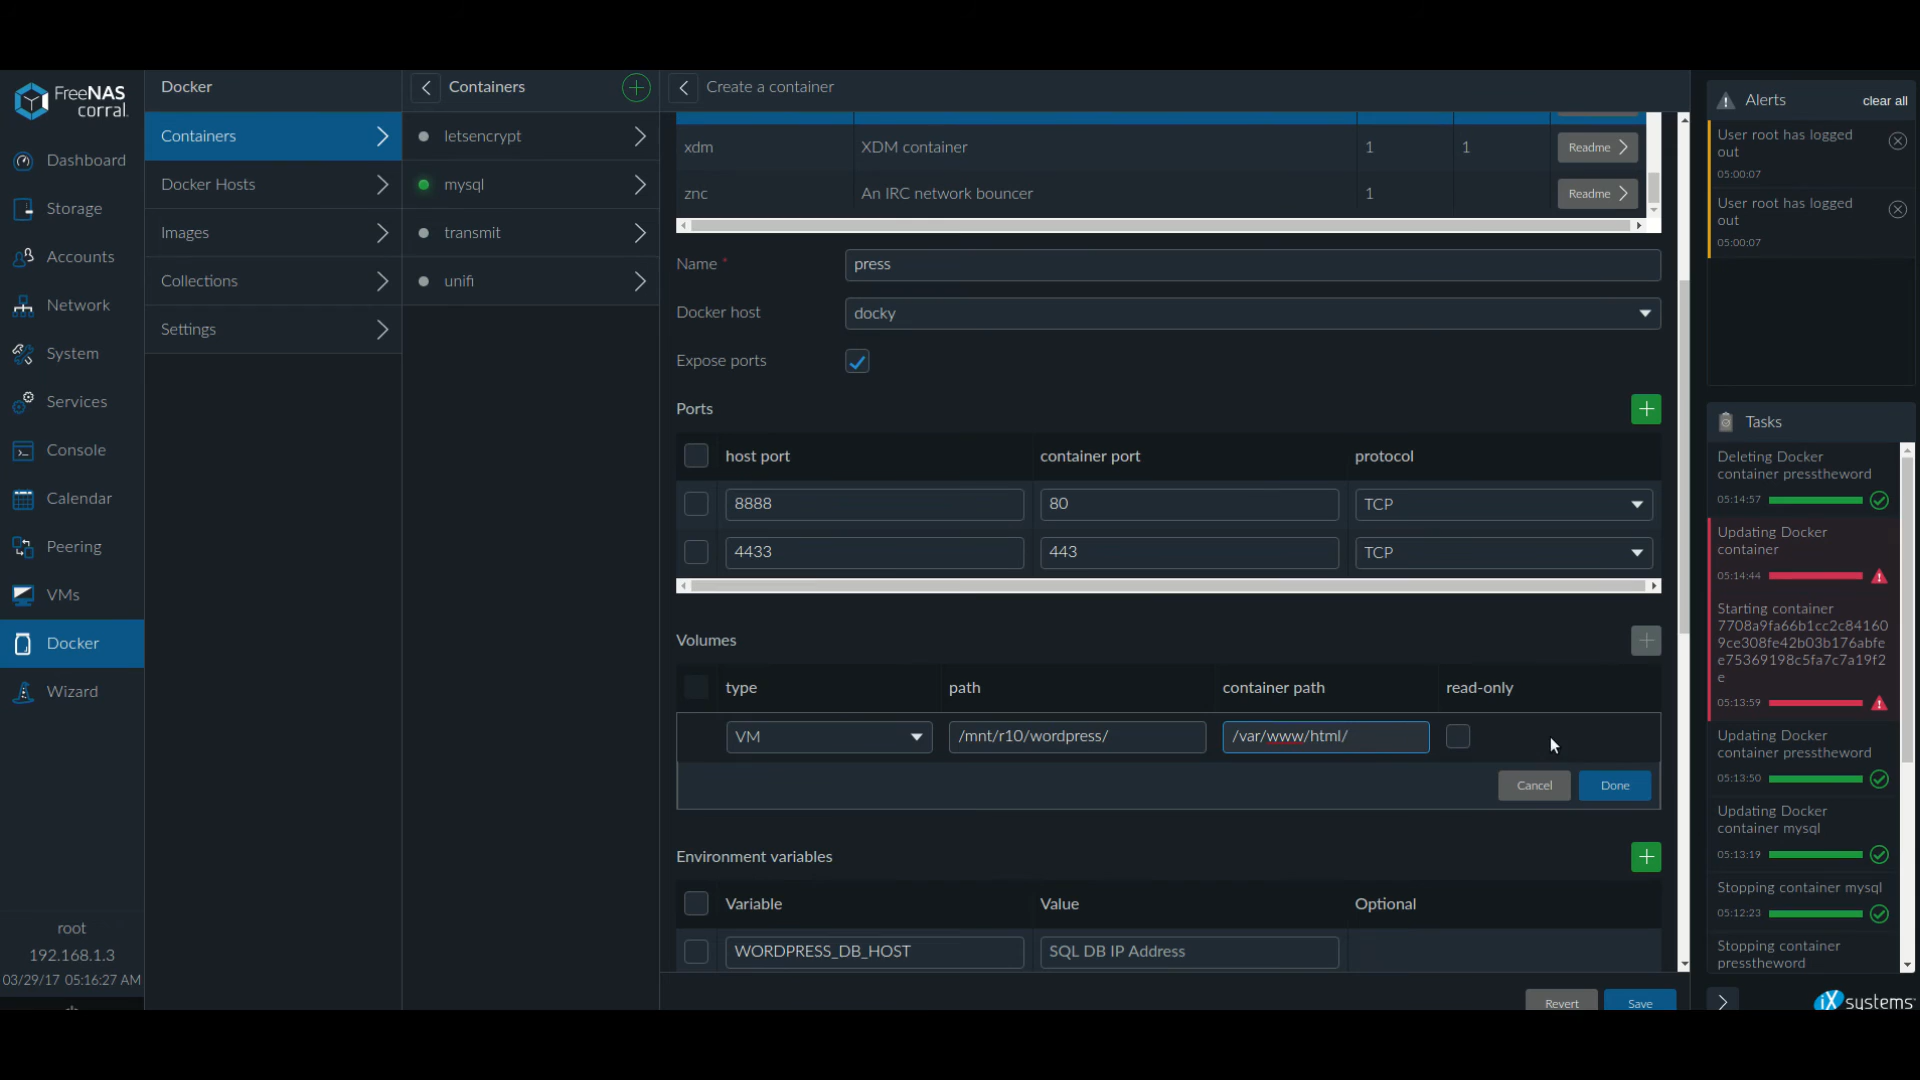 FreeNAS
corral.
Dashboard
Storage
Accounts
Network
System
Services
Console
Calendar
Peering
VMs
Docker
Wizard
root
192.168.1.3
03/29/17 05:16:27 AM
Docker
Containers
Docker Hosts
Images
Collections
Settings
Containers
letsencrypt
mysql
transmit
unifi
Create a container
xdm XDM container 1 1 Readme
znc An IRC network bouncer 1 Readme
Name * press
Docker host docky
Expose ports
Ports
host port container port protocol
8888 80 TCP
4433 443 TCP
Volumes
type path container path read-only
VM /mnt/r10/wordpress/ /var/www/html/
Cancel Done
Environment variables
Variable Value Optional
WORDPRESS_DB_HOST SQL DB IP Address
Revert Save
Alerts clear all
User root has logged
out
05:00:07
User root has logged
out
05:00:07
Tasks
Deleting Docker
container presstheword
05:14:57
Updating Docker
container
05:14:44
Starting container
7708a9fa66b1cc2c84160
9ce308fe42b03b176abfe
e75369198c5fa7c7a19f2
e
05:13:59
Updating Docker
container presstheword
05:13:50
Updating Docker
container mysql
05:13:19
Stopping container mysql
05:12:23
Stopping container
presstheword
iXsystems